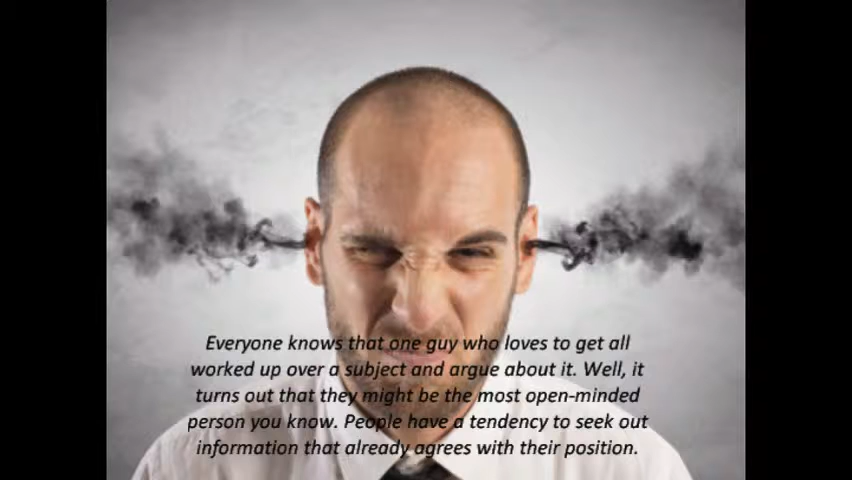 Everyone knows that one guy who loves to get all
worked up over a subject and argue about it. Well, it
turns out that they might be the most open-minded
person you know. People have a tendency to seek out
information that already agrees with their position.